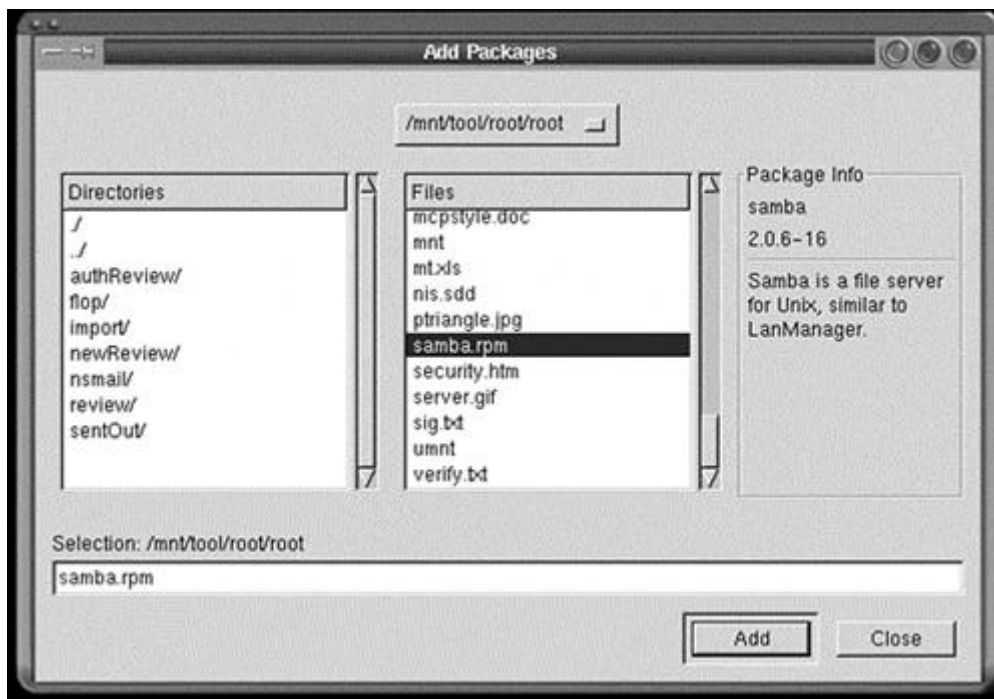 Add Packages
/mnt/tool/root/root
Directories
./
../
authReview/
flop/
import/
newReview/
nsmail/
review/
sentOut/
Files
mcpstyle.doc
mnt
mt.xls
nis.sdd
ptriangle.jpg
samba.rpm
security.htm
server.gif
sig.txt
umnt
verify.txt
Package Info
samba
2.0.6-16
Samba is a file server
for Unix, similar to
LanManager.
Selection: /mnt/tool/root/root
samba.rpm
Add
Close